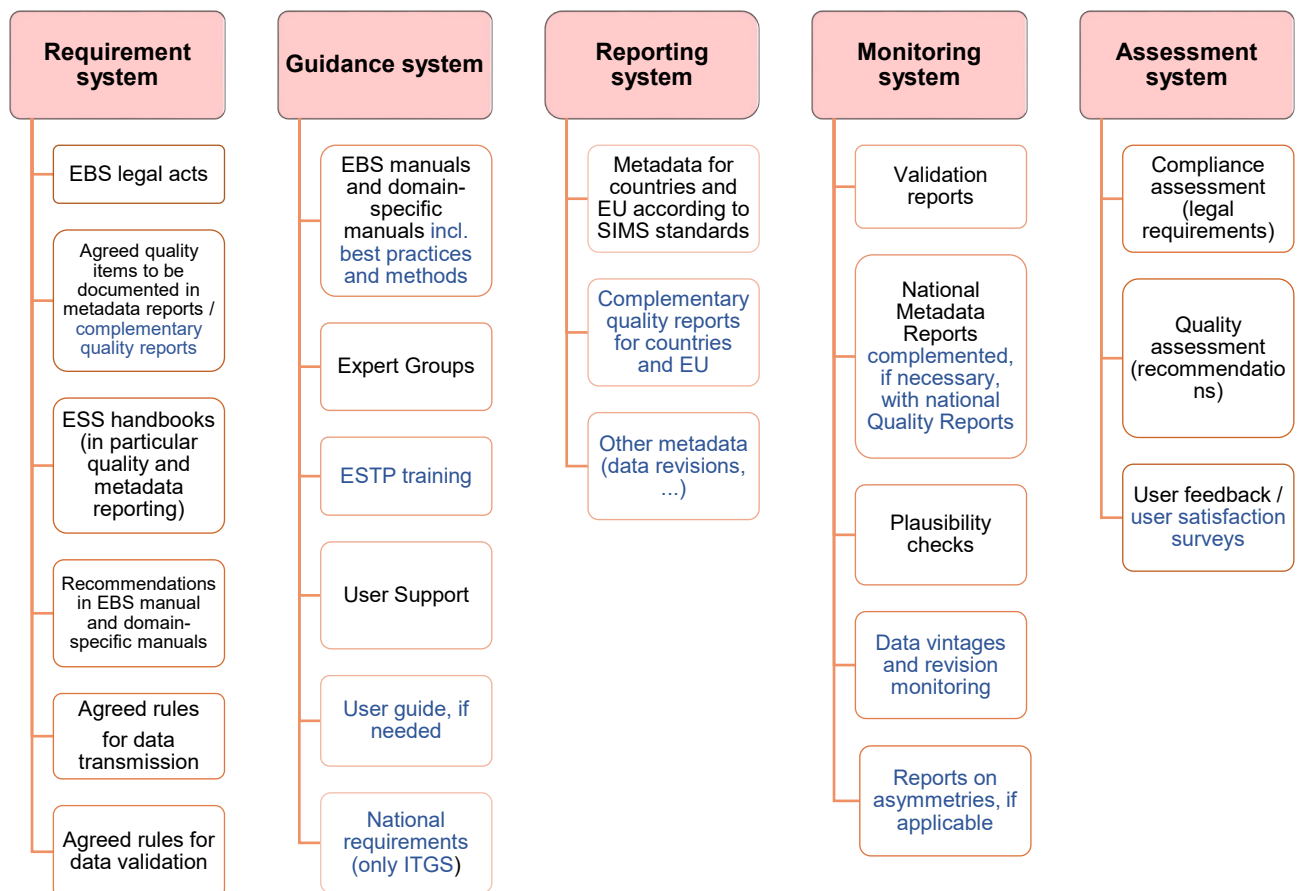 Requirement
system
EBS legal acts
Agreed quality
items to be
documented in
metadata reports /
complementary
quality reports
ESS handbooks
(in particular
quality and
metadata
reporting)
Recommendations
in EBS manual
and domain-
specific manuals
Agreed rules
for data
transmission
Agreed rules for
data validation
Guidance system
EBS manuals
and domain-
specific
manuals incl.
best practices
and methods
Expert Groups
ESTP training
User Support
User guide, if
needed
National
requirements
(only ITGS)
Reporting
system
Metadata for
countries and
EU according to
SIMS standards
Complementary
quality reports
for countries
and EU
Other metadata
(data revisions,
...)
Monitoring
system
Validation
reports
National
Metadata
Reports
complemented,
if necessary,
with national
Quality Reports
Plausibility
checks
Data vintages
and revision
monitoring
Reports on
asymmetries, if
applicable
Assessment
system
Compliance
assessment
(legal
requirements)
Quality
assessment
(recommendatio
ns)
User feedback /
user satisfaction
surveys